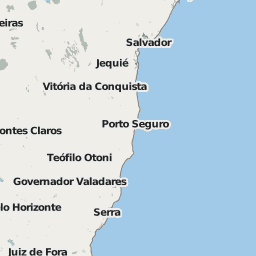 eiras
Salvador
Jequié
Vitória da Conquista
Porto Seguro
ontes Claros
Teófilo Otoni
Governador Valadares
lo Horizonte
Serra
Juiz de Fora